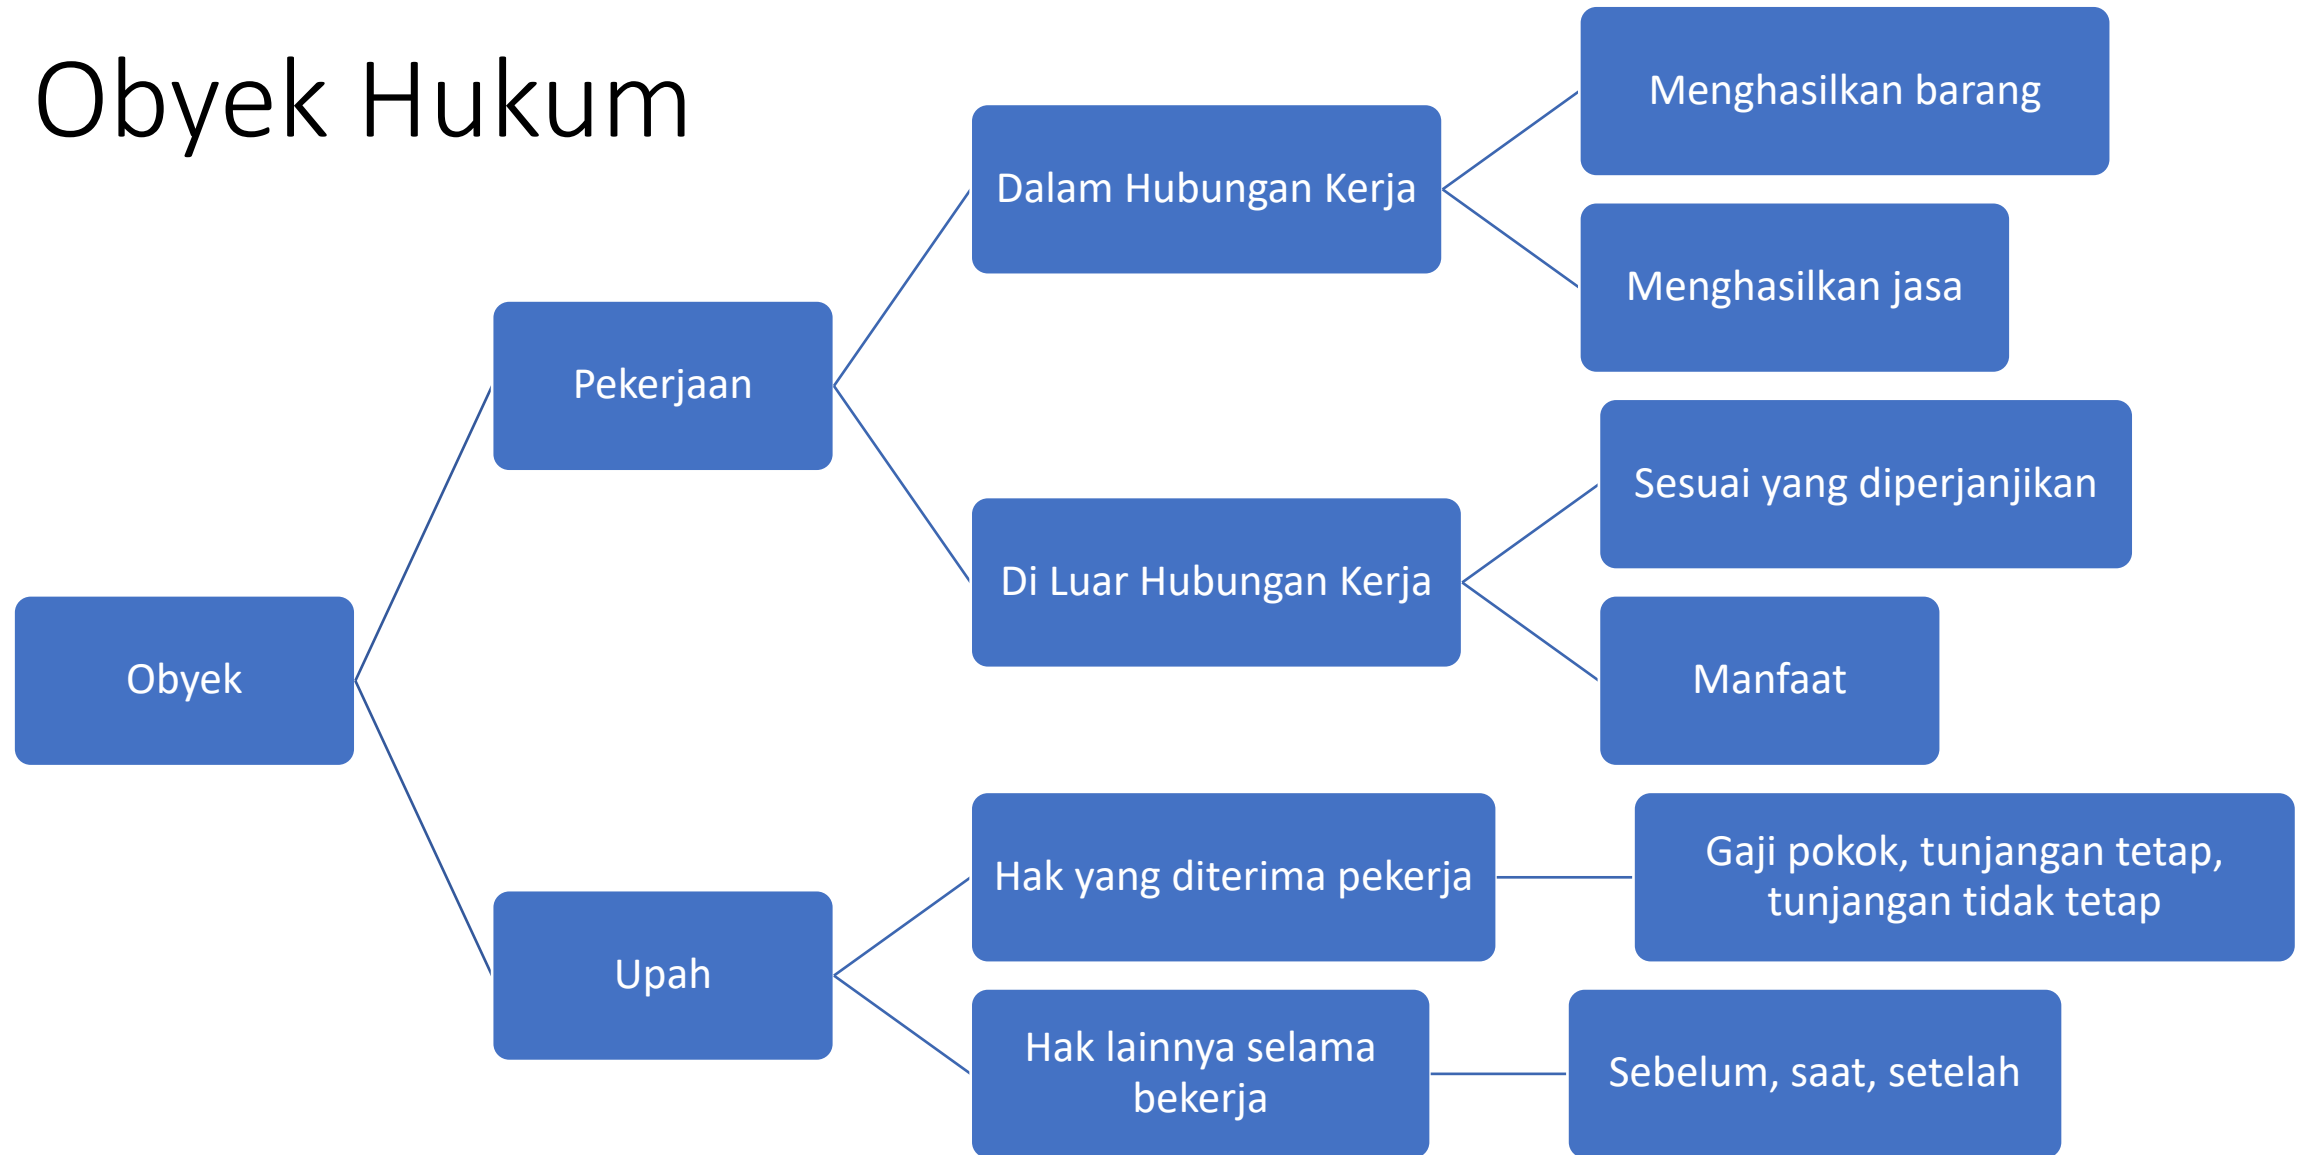 Obyek Hukum
Obyek
Pekerjaan
Dalam Hubungan Kerja
Menghasilkan barang
Menghasilkan jasa
Di Luar Hubungan Kerja
Sesuai yang diperjanjikan
Manfaat
Upah
Hak yang diterima pekerja
Gaji pokok, tunjangan tetap,
tunjangan tidak tetap
Hak lainnya selama
bekerja
Sebelum, saat, setelah